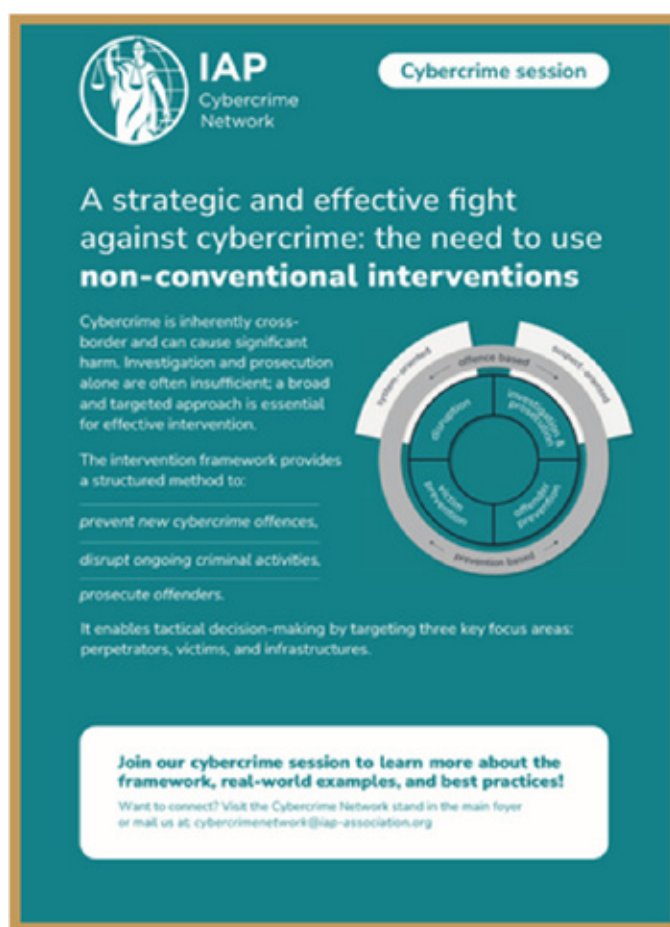 IAP
Cybercrime
Network
Cybercrime session
A strategic and effective fight
against cybercrime: the need to use
non-conventional interventions
Cybercrime is inherently cross-
border and can cause significant
harm. Investigation and prosecution
alone are often insufficient; a broad
and targeted approach is essential
for effective intervention.
The intervention framework provides
a structured method to:
prevent new cybercrime offences,
disrupt ongoing criminal activities,
prosecute offenders.
system-oriented
offence based
suspect-oriented
disruption
investigation &
prosecution
victim
prevention
offender
prevention
prevention based
It enables tactical decision-making by targeting three key focus areas:
perpetrators, victims, and infrastructures.
Join our cybercrime session to learn more about the
framework, real-world examples, and best practices!
Want to connect? Visit the Cybercrime Network stand in the main foyer
or mail us at: cybercrimenetwork@iap-association.org